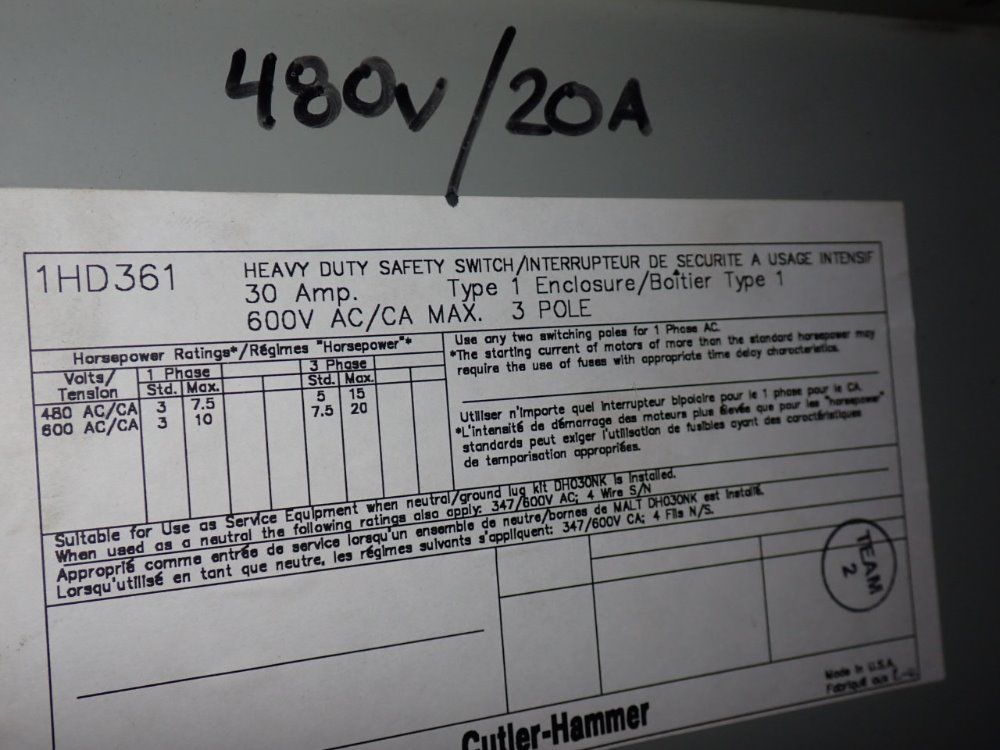 480V/20A
1HD361
HEAVY DUTY SAFETY SWITCH/INTERRUPTEUR DE SECURITE A USAGE INTENSIF
30 Amp. Type 1 Enclosure/Boîtier Type 1
600V AC/CA MAX. 3 POLE
Horsepower Ratings*/Régimes "Horsepower"*
Volts/ 1 Phase 3 Phase
Tension Std. Max. Std. Max.
480 AC/CA 3 7.5 5 15
600 AC/CA 3 10 7.5 20
Use any two switching poles for 1 Phase AC.
*The starting current of motors of more than the standard horsepower may
require the use of fuses with appropriate time delay characteristics.
Utiliser n'importe quel interrupteur bipolaire pour le 1 phase pour le CA.
*L'intensité de démarrage des moteurs plus élevée que pour les "horsepower"
standards peut exiger l'utilisation de fusibles ayant des caractéristiques
de temporisation appropriées.
Suitable for Use as Service Equipment when neutral/ground lug kit DH030NK is installed.
When used as a neutral the following ratings also apply: 347/600V AC; 4 Wire S/N
Approprié comme entrée de service lorsqu'un ensemble de neutre/bornes de MALT DH030NK est installé.
Lorsqu'utilisé en tant que neutre, les régimes suivants s'appliquent: 347/600V CA; 4 Fils N/S.
TEAM
2
Made in U.S.A.
Fabriqué aux É.-U.
Cutler-Hammer